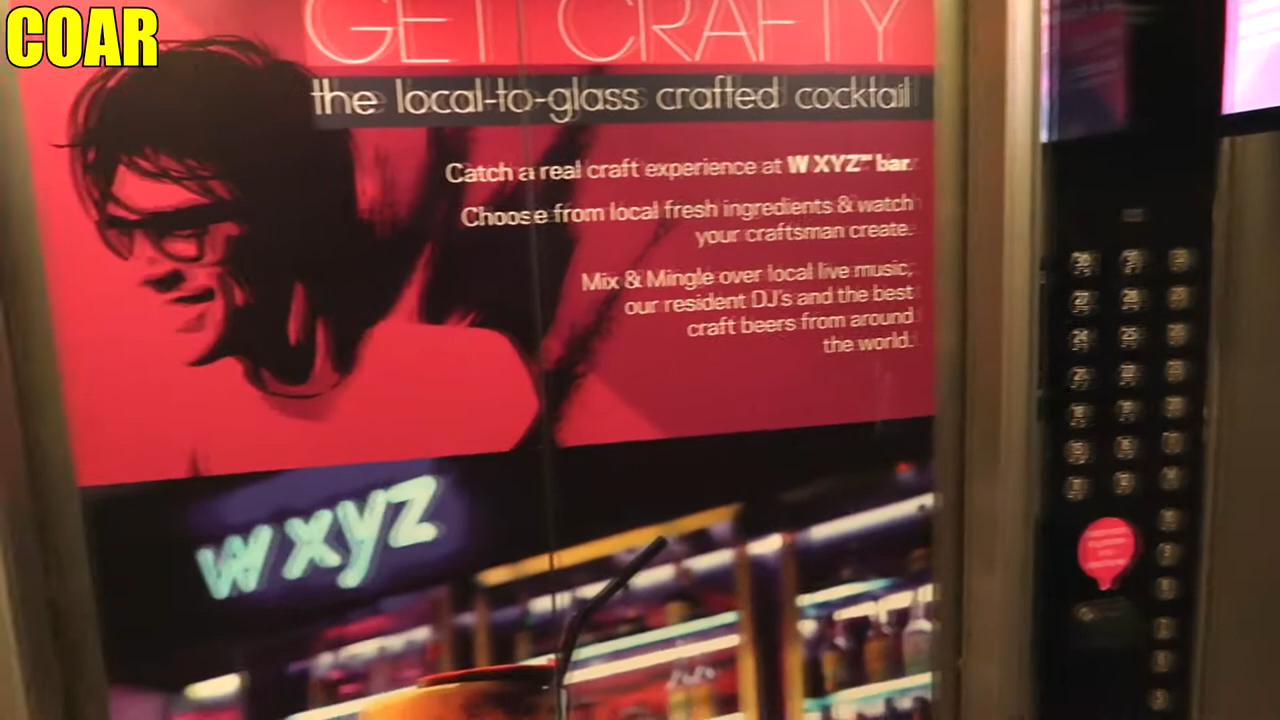 COAR
GET CRAFTY
the local-to-glass crafted cocktail
Catch a real craft experience at W XYZ℠ bar.
Choose from local fresh ingredients & watch
your craftsman create.
Mix & Mingle over local live music,
our resident DJ's and the best
craft beers from around
the world.
w xyz